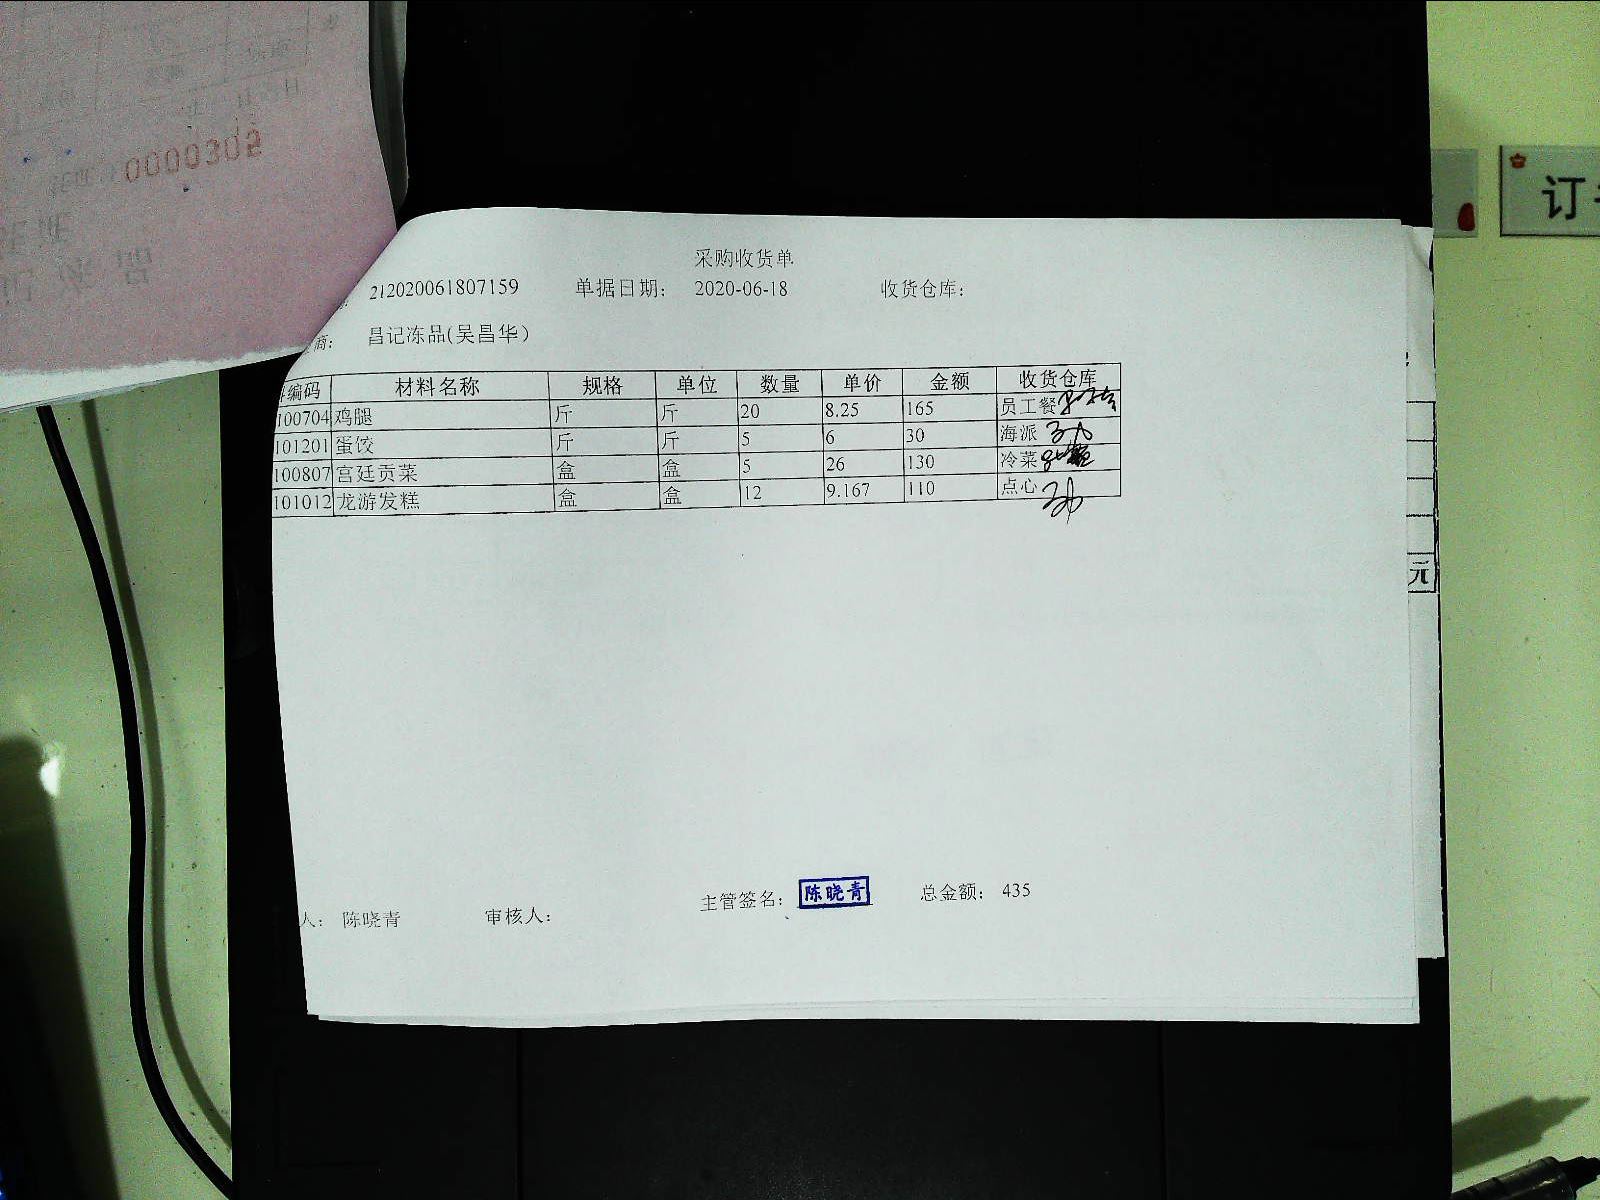 0000305
订
采购收货单
212020061807159 单据日期： 2020-06-18 收货仓库：
商： 昌记冻品(吴昌华)
编码 材料名称 规格 单位 数量 单价 金额 收货仓库
100704 鸡腿 斤 斤 20 8.25 165 员工餐
101201 蛋饺 斤 斤 5 6 30 海派
100807 宫廷贡菜 盒 盒 5 26 130 冷菜
101012 龙游发糕 盒 盒 12 9.167 110 点心
元
主管签名： 陈晓青 总金额： 435
人： 陈晓青 审核人：